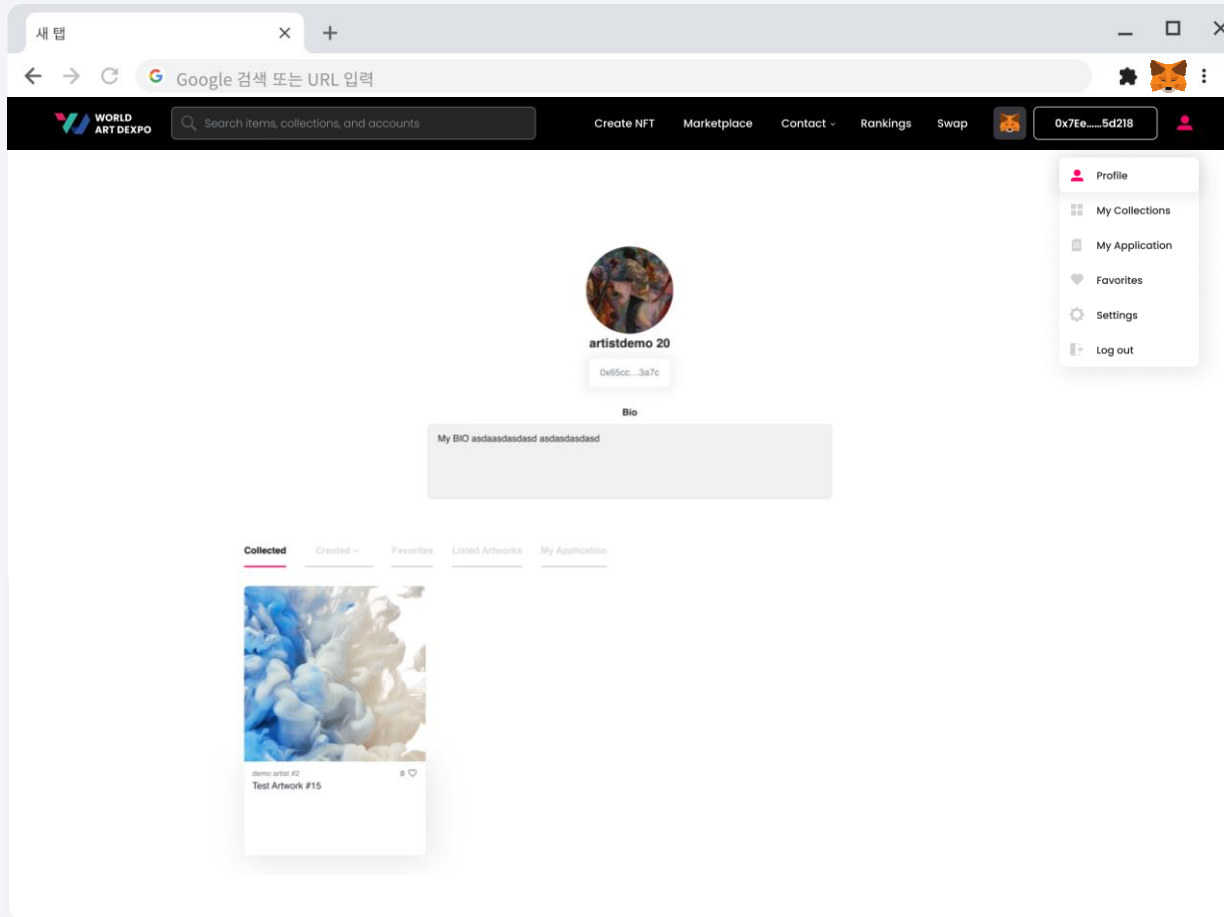 새 탭
Google 검색 또는 URL 입력
WORLD
ART DEXPO
Search items, collections, and accounts
Create NFT
Marketplace
Contact
Rankings
Swap
0x7Ee......5d218
Profile
My Collections
My Application
Favorites
Settings
Log out
artistdemo 20
0x65cc...3a7c
Bio
My BIO asdaasdasdasd asdasdasdasd
Collected
Created
Favorites
Listed Artworks
My Application
demo artist #2
0
Test Artwork #15